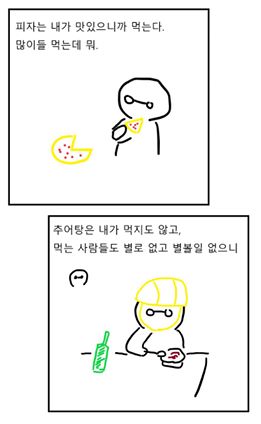 피자는 내가 맛있으니까 먹는다.
많이들 먹는데 뭐.
추어탕은 내가 먹지도 않고,
먹는 사람들도 별로 없고 별볼일 없으니